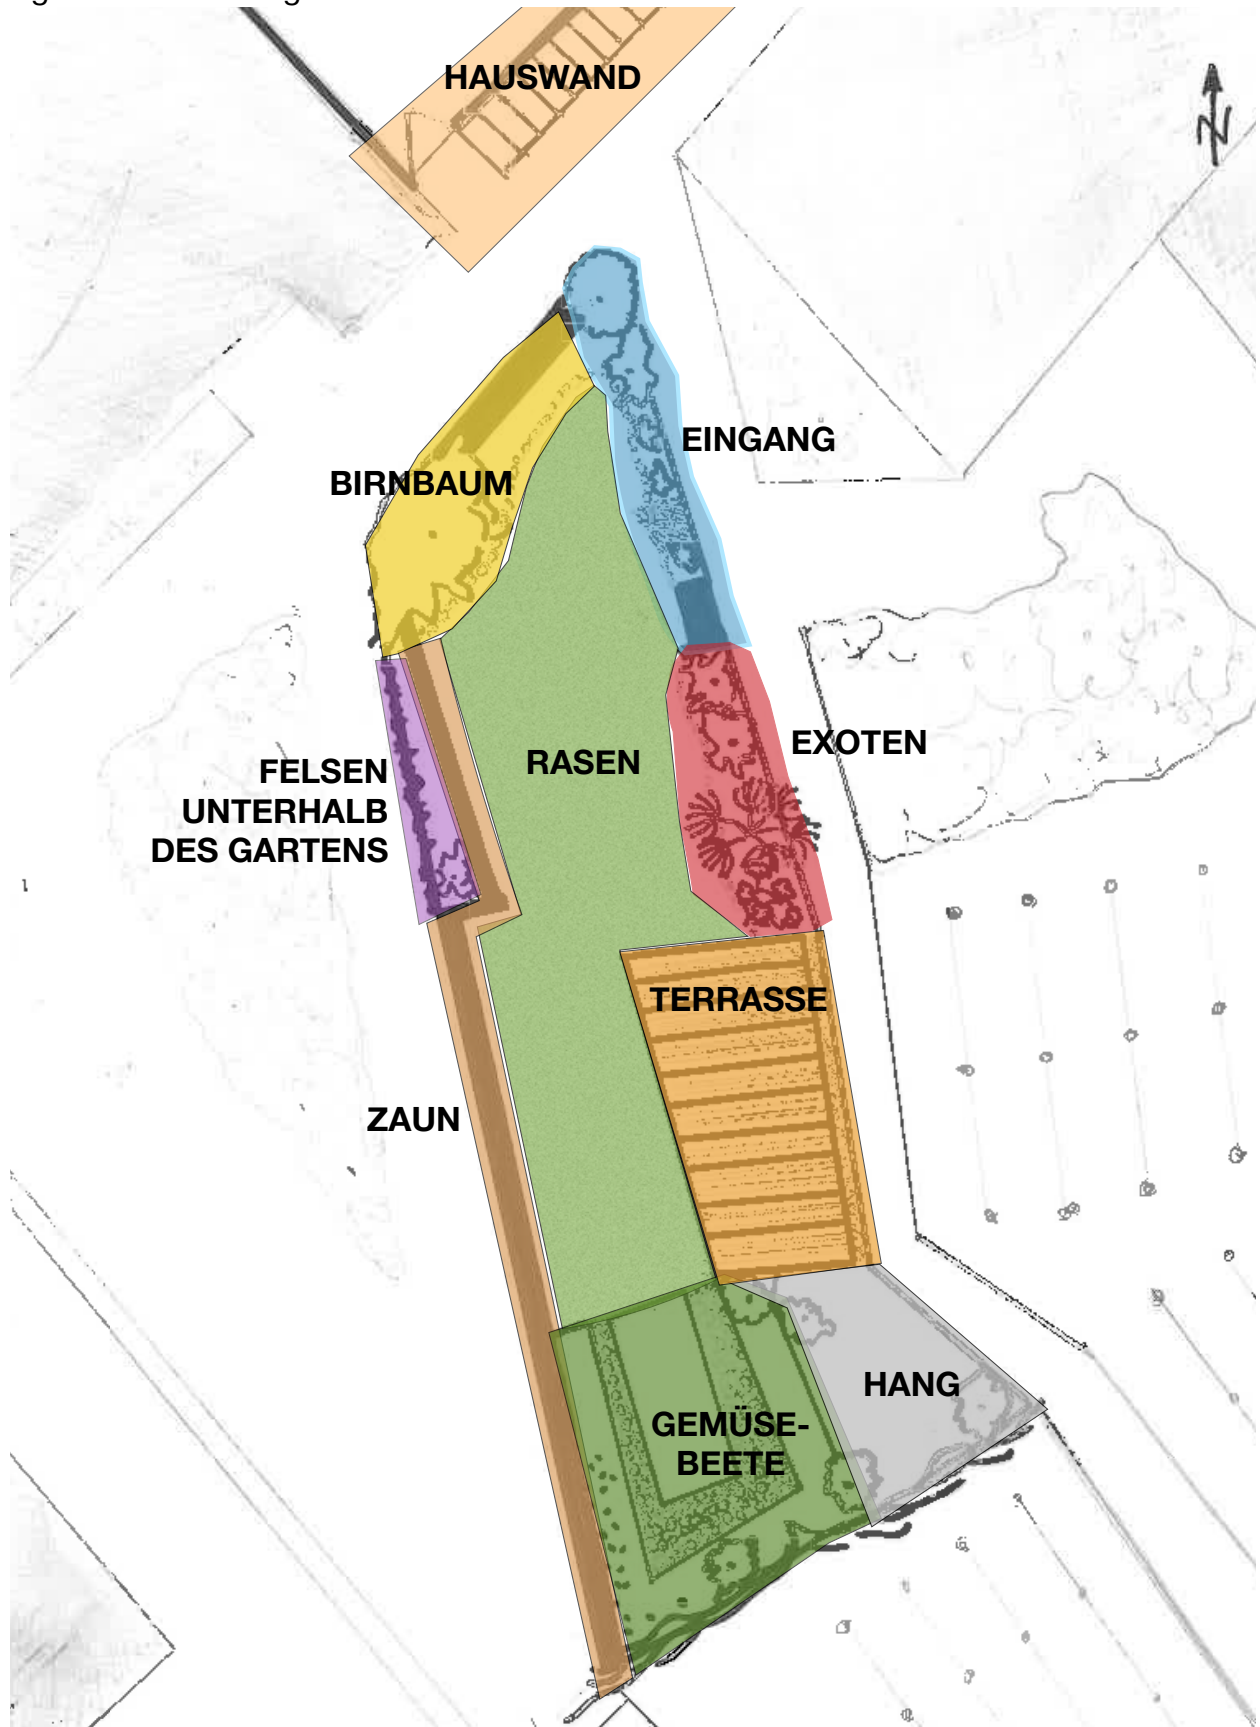 HAUSWAND
N
EINGANG
BIRNBAUM
EXOTEN
RASEN
FELSEN
UNTERHALB
DES GARTENS
TERRASSE
ZAUN
HANG
GEMÜSE-
BEETE